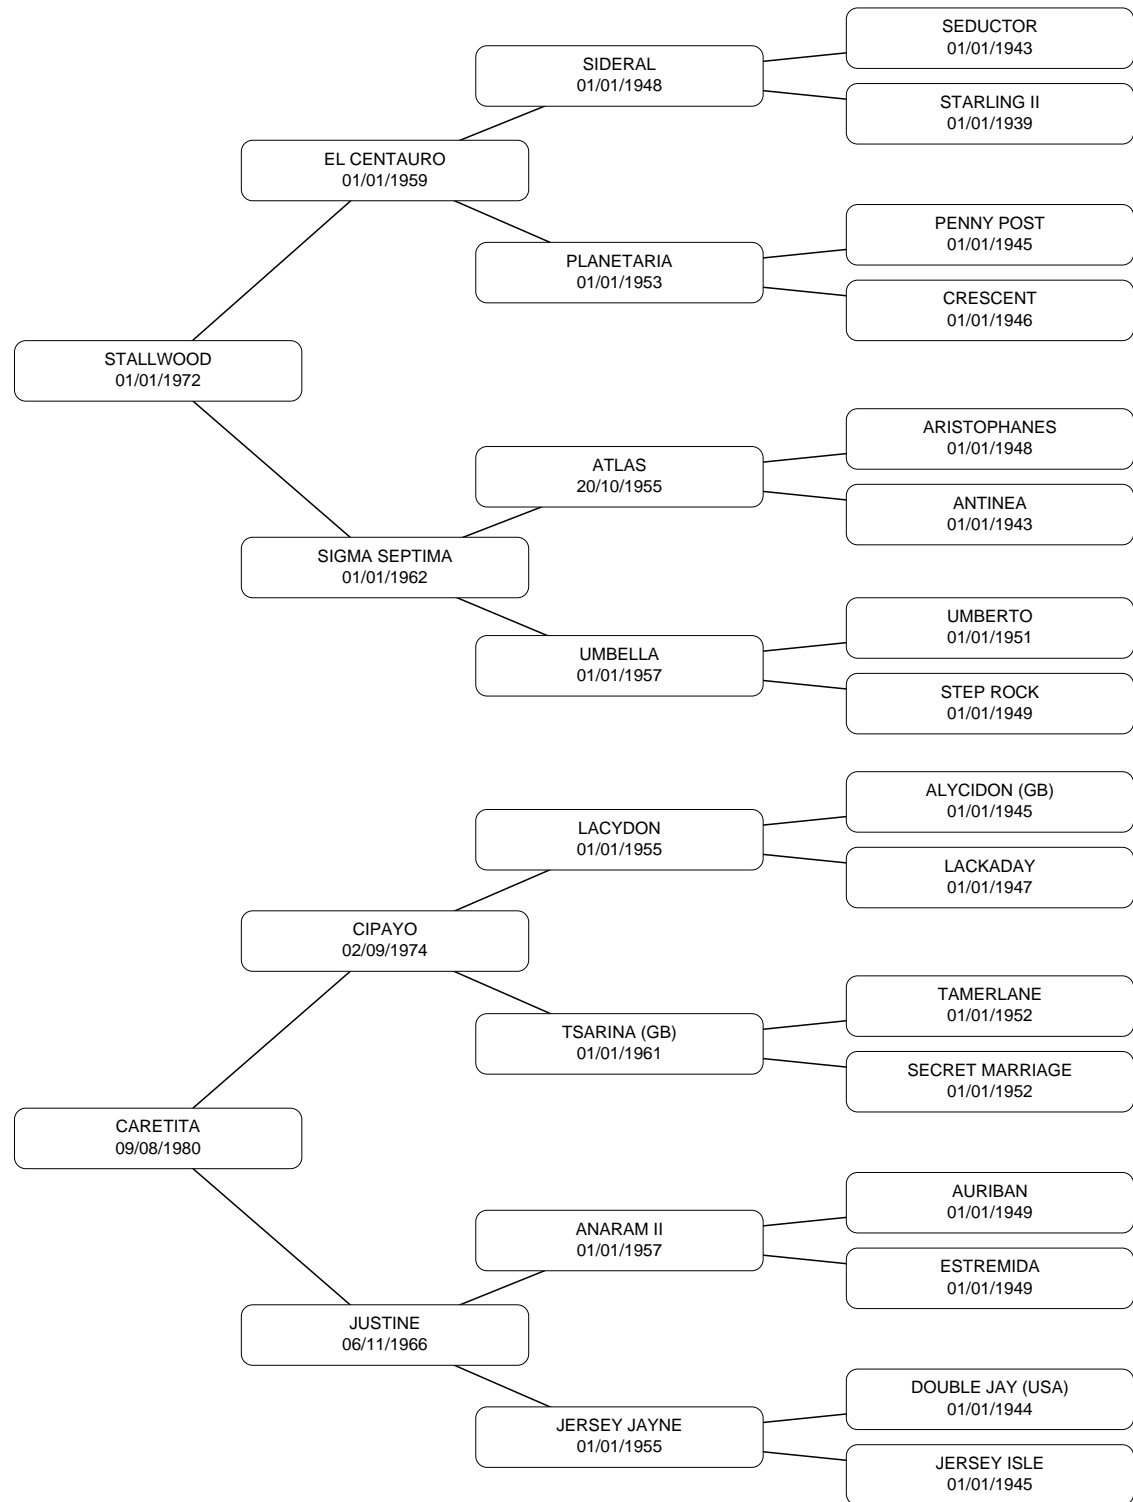 SEDUCTOR
01/01/1943
SIDERAL
01/01/1948
STARLING II
01/01/1939
EL CENTAURO
01/01/1959
PENNY POST
01/01/1945
PLANETARIA
01/01/1953
CRESCENT
01/01/1946
STALLWOOD
01/01/1972
ARISTOPHANES
01/01/1948
ATLAS
20/10/1955
ANTINEA
01/01/1943
SIGMA SEPTIMA
01/01/1962
UMBERTO
01/01/1951
UMBELLA
01/01/1957
STEP ROCK
01/01/1949
ALYCIDON (GB)
01/01/1945
LACYDON
01/01/1955
LACKADAY
01/01/1947
CIPAYO
02/09/1974
TAMERLANE
01/01/1952
TSARINA (GB)
01/01/1961
SECRET MARRIAGE
01/01/1952
CARETITA
09/08/1980
AURIBAN
01/01/1949
ANARAM II
01/01/1957
ESTREMIDA
01/01/1949
JUSTINE
06/11/1966
DOUBLE JAY (USA)
01/01/1944
JERSEY JAYNE
01/01/1955
JERSEY ISLE
01/01/1945